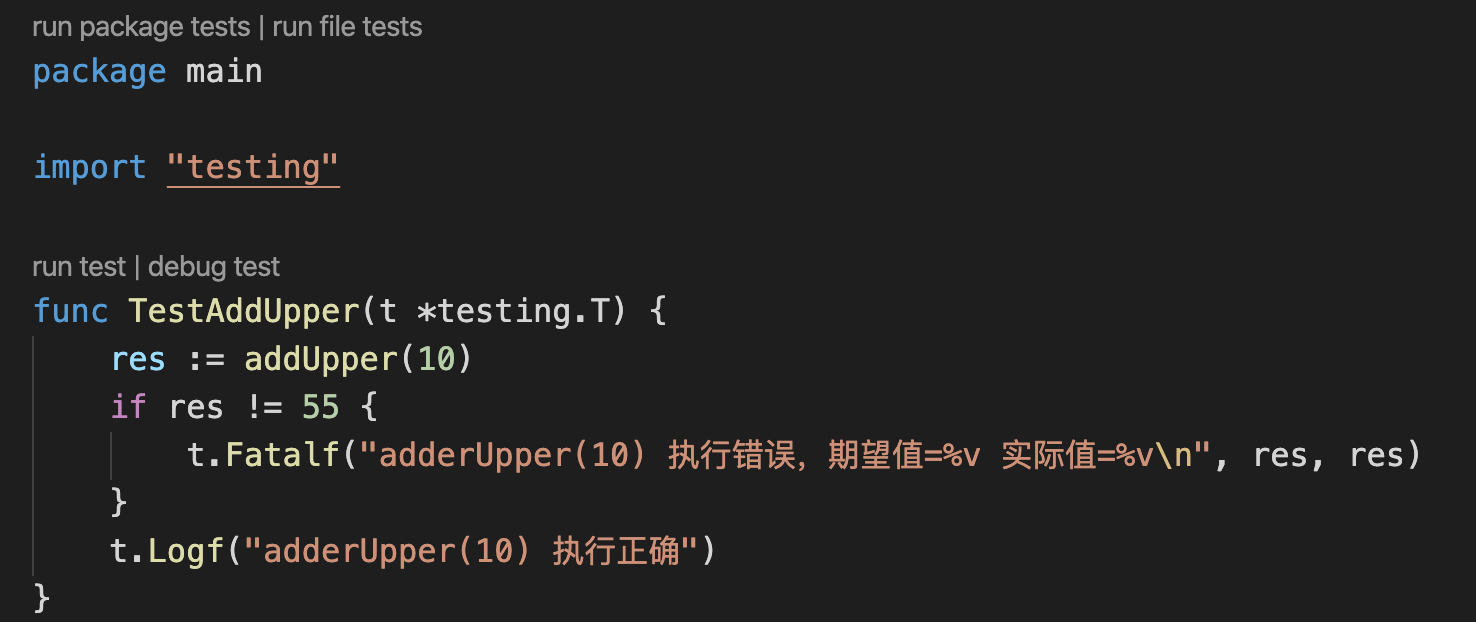 run package tests | run file tests
package main
import "testing"
run test | debug test
func TestAddUpper(t *testing.T) {
    res := addUpper(10)
    if res != 55 {
        t.Fatalf("adderUpper(10) 执行错误，期望值=%v 实际值=%v\n", res, res)
    }
    t.Logf("adderUpper(10) 执行正确")
}